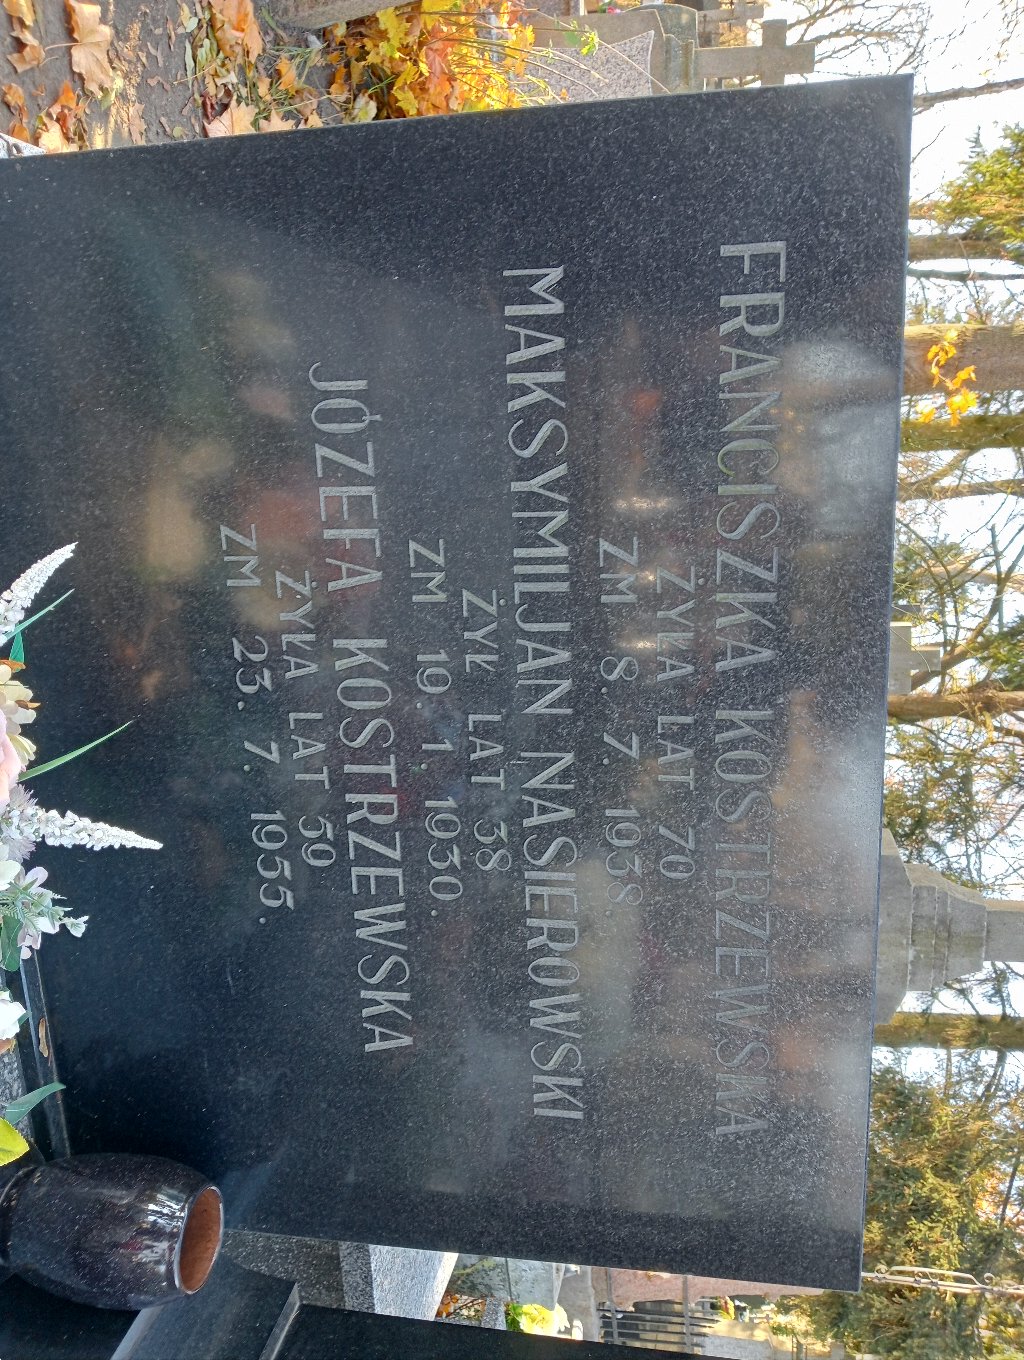 FRANCISZKA KOSTRZEWSKA
ŻYŁA LAT 70
ZM. 8. 7. 1938.
MAKSYMILJAN NASIEROWSKI
ŻYŁ LAT 38
ZM. 19. 1. 1930.
JÓZEFA KOSTRZEWSKA
ŻYŁA LAT 59
ZM. 23. 7. 1955.